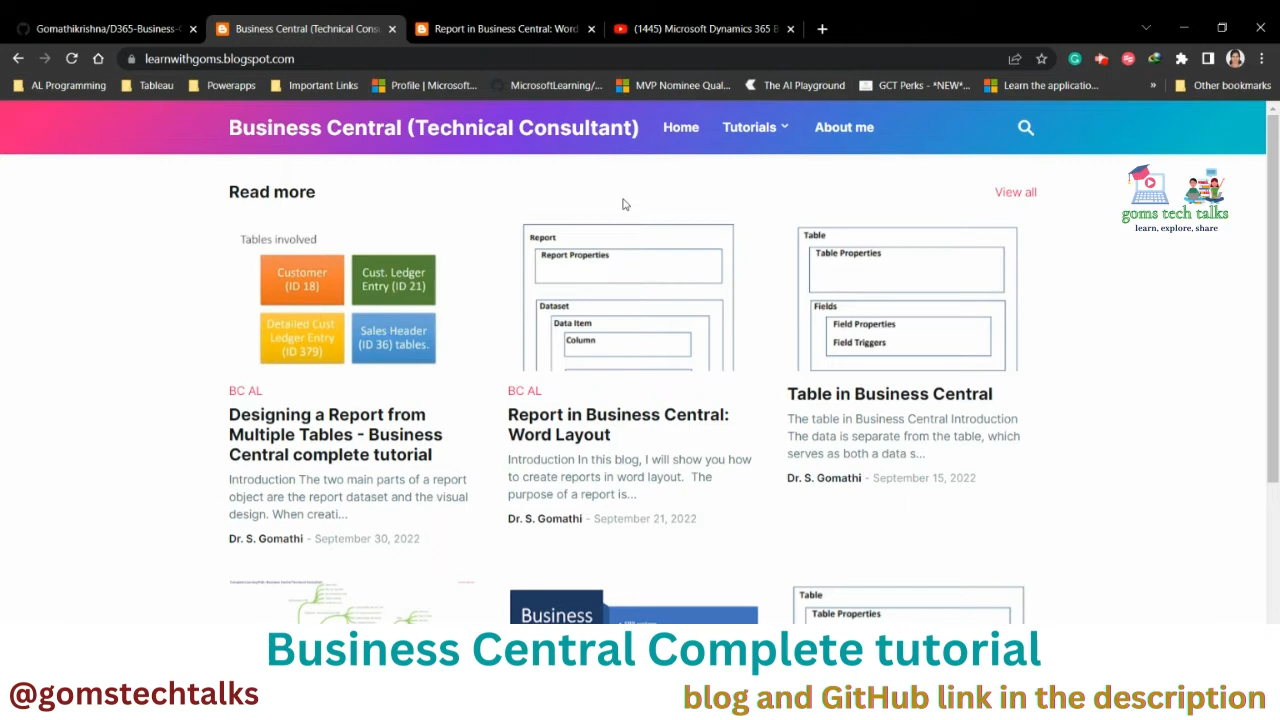 Gomathikrishna/D365-Business-C
Business Central (Technical Cons
Report in Business Central: Word
(1445) Microsoft Dynamics 365 B
learnwithgoms.blogspot.com
AL Programming
Tableau
Powerapps
Important Links
Profile | Microsoft...
MicrosoftLearning/...
MVP Nominee Qual...
The AI Playground
GCT Perks - *NEW*...
Learn the applicatio...
»
Other bookmarks
Business Central (Technical Consultant)
Home
Tutorials
About me
Read more
View all
goms tech talks
learn, explore, share
Tables involved
Customer
(ID 18)
Cust. Ledger
Entry (ID 21)
Detailed Cust.
Ledger Entry
(ID 379)
Sales Header
(ID 36) tables.
BC AL
Designing a Report from
Multiple Tables - Business
Central complete tutorial
Introduction The two main parts of a report
object are the report dataset and the visual
design. When creati...
Dr. S. Gomathi - September 30, 2022
Report
Report Properties
Dataset
Data Item
Column
BC AL
Report in Business Central:
Word Layout
Introduction In this blog, I will show you how
to create reports in word layout. The
purpose of a report is...
Dr. S. Gomathi - September 21, 2022
Table
Table Properties
Fields
Field Properties
Field Triggers
Table in Business Central
The table in Business Central Introduction
The data is separate from the table, which
serves as both a data s...
Dr. S. Gomathi - September 15, 2022
Business
Table
Table Properties
Business Central Complete tutorial
@gomstechtalks
blog and GitHub link in the description